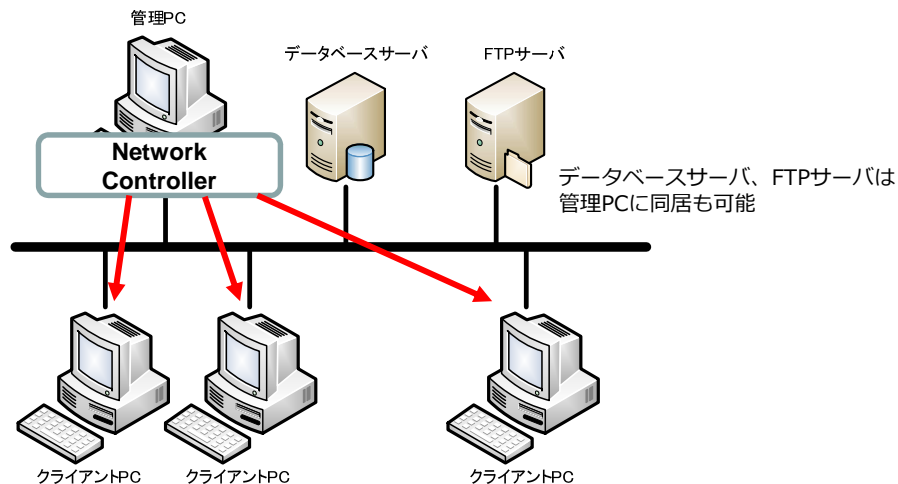 管理PC
データベースサーバ
FTPサーバ
Network
Controller
データベースサーバ、FTPサーバは
管理PCに同居も可能
クライアントPC
クライアントPC
クライアントPC